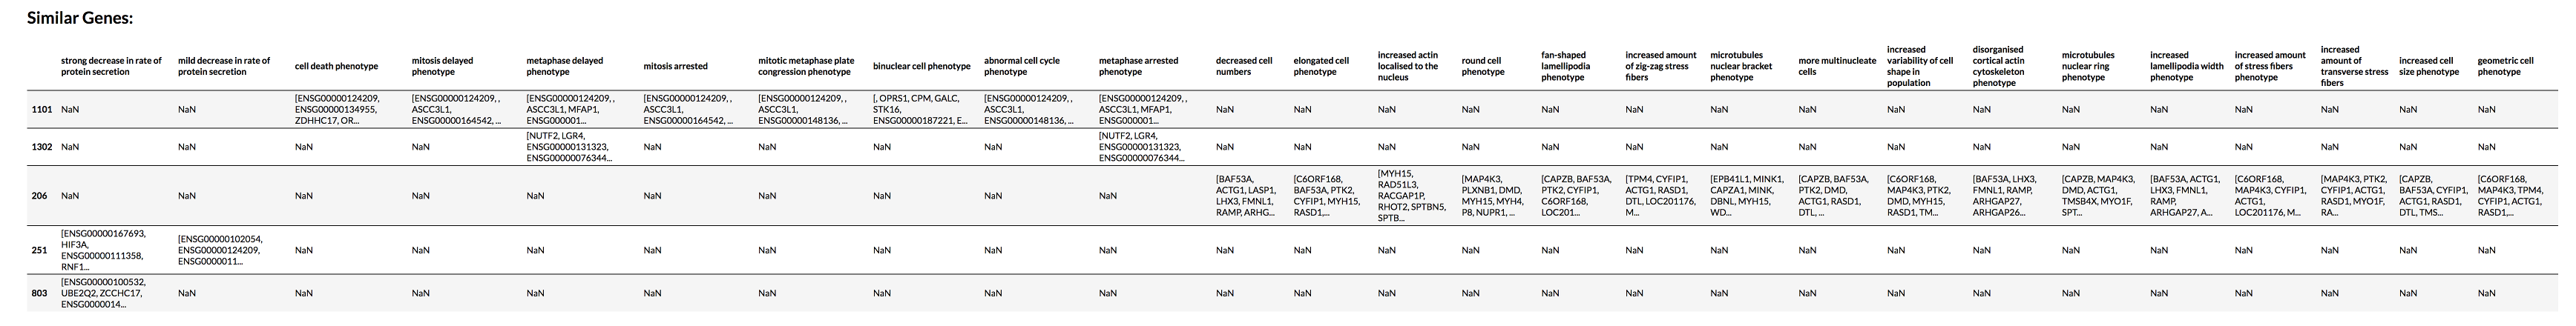 Similar Genes:
strong decrease in rate of protein secretion	mild decrease in rate of protein secretion	cell death phenotype	mitosis delayed phenotype	metaphase delayed phenotype	mitosis arrested	mitotic metaphase plate congression phenotype	binuclear cell phenotype	abnormal cell cycle phenotype	metaphase arrested phenotype	decreased cell numbers	elongated cell phenotype	increased actin localised to the nucleus	round cell phenotype	fan-shaped lamellipodia phenotype	increased amount of zig-zag stress fibers	microtubules nuclear bracket phenotype	more multinucleate cells	increased variability of cell shape in population	disorganised cortical actin cytoskeleton phenotype	microtubules nuclear ring phenotype	increased lamellipodia width phenotype	increased amount of stress fibers phenotype	increased amount of transverse stress fibers	increased cell size phenotype	geometric cell phenotype
1101	NaN	NaN	[ENSG00000124209, ENSG00000134955, ZDHHC17, OR...	[ENSG00000124209, , ASCC3L1, ENSG00000164542, ...	[ENSG00000124209, , ASCC3L1, MFAP1, ENSG000001...	[ENSG00000124209, , ASCC3L1, ENSG00000164542, ...	[ENSG00000124209, , ASCC3L1, ENSG00000148136, ...	[, OPRS1, CPM, GALC, STK16, ENSG00000187221, E...	[ENSG00000124209, , ASCC3L1, ENSG00000148136, ...	[ENSG00000124209, , ASCC3L1, MFAP1, ENSG000001...	NaN	NaN	NaN	NaN	NaN	NaN	NaN	NaN	NaN	NaN	NaN	NaN	NaN	NaN	NaN	NaN
1302	NaN	NaN	NaN	NaN	[NUTF2, LGR4, ENSG00000131323, ENSG00000076344...	NaN	NaN	NaN	NaN	[NUTF2, LGR4, ENSG00000131323, ENSG00000076344...	NaN	NaN	NaN	NaN	NaN	NaN	NaN	NaN	NaN	NaN	NaN	NaN	NaN	NaN	NaN	NaN
206	NaN	NaN	NaN	NaN	NaN	NaN	NaN	NaN	NaN	NaN	[BAF53A, ACTG1, LASP1, LHX3, FMNL1, RAMP, ARHG...	[C6ORF168, BAF53A, PTK2, CYFIP1, MYH15, RASD1,...	[MYH15, RAD51L3, RACGAP1P, RHOT2, SPTBN5, SPTB...	[MAP4K3, PLXNB1, DMD, MYH15, MYH4, P8, NUPR1, ...	[CAPZB, BAF53A, PTK2, CYFIP1, C6ORF168, LOC201...	[TPM4, CYFIP1, ACTG1, RASD1, DTL, LOC201176, M...	[EPB41L1, MINK1, CAPZA1, MINK, DBNL, MYH15, WD...	[CAPZB, BAF53A, PTK2, DMD, ACTG1, RASD1, DTL, ...	[C6ORF168, MAP4K3, PTK2, DMD, MYH15, RASD1, TM...	[BAF53A, LHX3, FMNL1, RAMP, ARHGAP27, ARHGAP26...	[CAPZB, MAP4K3, DMD, ACTG1, TMSB4X, MYO1F, SPT...	[BAF53A, ACTG1, LHX3, FMNL1, RAMP, ARHGAP27, A...	[C6ORF168, MAP4K3, CYFIP1, ACTG1, LOC201176, M...	[MAP4K3, PTK2, CYFIP1, ACTG1, RASD1, MYO1F, RA...	[CAPZB, BAF53A, CYFIP1, ACTG1, RASD1, DTL, TMS...	[C6ORF168, MAP4K3, TPM4, CYFIP1, ACTG1, RASD1,...
251	[ENSG00000167693, HIF3A, ENSG00000111358, RNF1...	[ENSG00000102054, ENSG00000124209, ENSG0000011...	NaN	NaN	NaN	NaN	NaN	NaN	NaN	NaN	NaN	NaN	NaN	NaN	NaN	NaN	NaN	NaN	NaN	NaN	NaN	NaN	NaN	NaN	NaN	NaN
803	[ENSG00000100532, UBE2Q2, ZCCHC17, ENSG0000014...	NaN	NaN	NaN	NaN	NaN	NaN	NaN	NaN	NaN	NaN	NaN	NaN	NaN	NaN	NaN	NaN	NaN	NaN	NaN	NaN	NaN	NaN	NaN	NaN	NaN